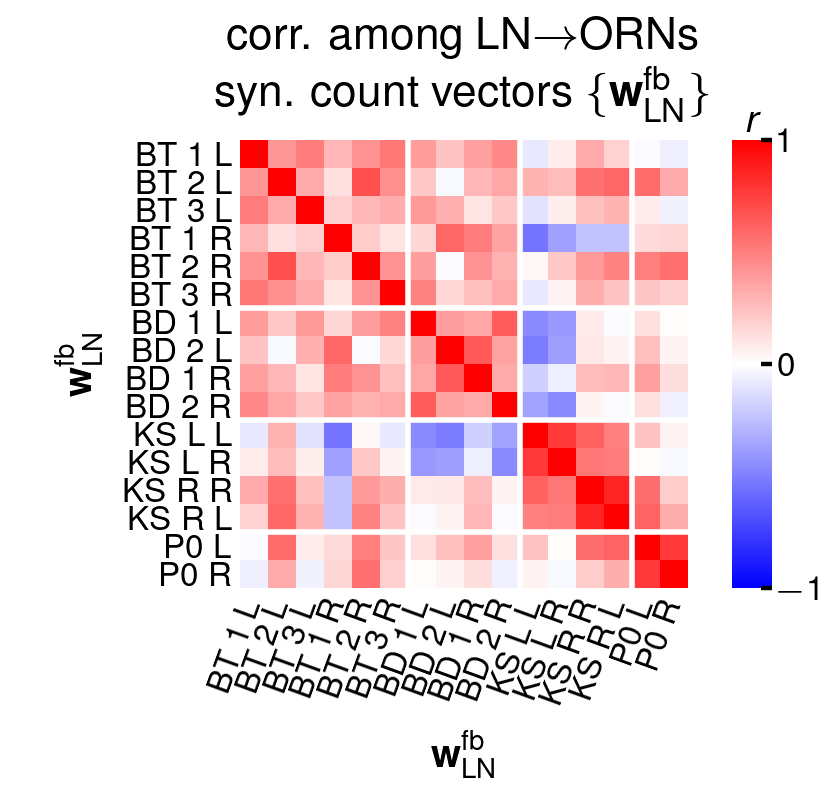 corr. among LN→ORNs
syn. count vectors {w^fb_LN}
r
1
0
−1
w^fb_LN
BT 1 L
BT 2 L
BT 3 L
BT 1 R
BT 2 R
BT 3 R
BD 1 L
BD 2 L
BD 1 R
BD 2 R
KS L L
KS L R
KS R R
KS R L
P0 L
P0 R
BT 1 L
BT 2 L
BT 3 L
BT 1 R
BT 2 R
BT 3 R
BD 1 L
BD 2 L
BD 1 R
BD 2 R
KS L L
KS L R
KS R R
KS R L
P0 L
P0 R
w^fb_LN